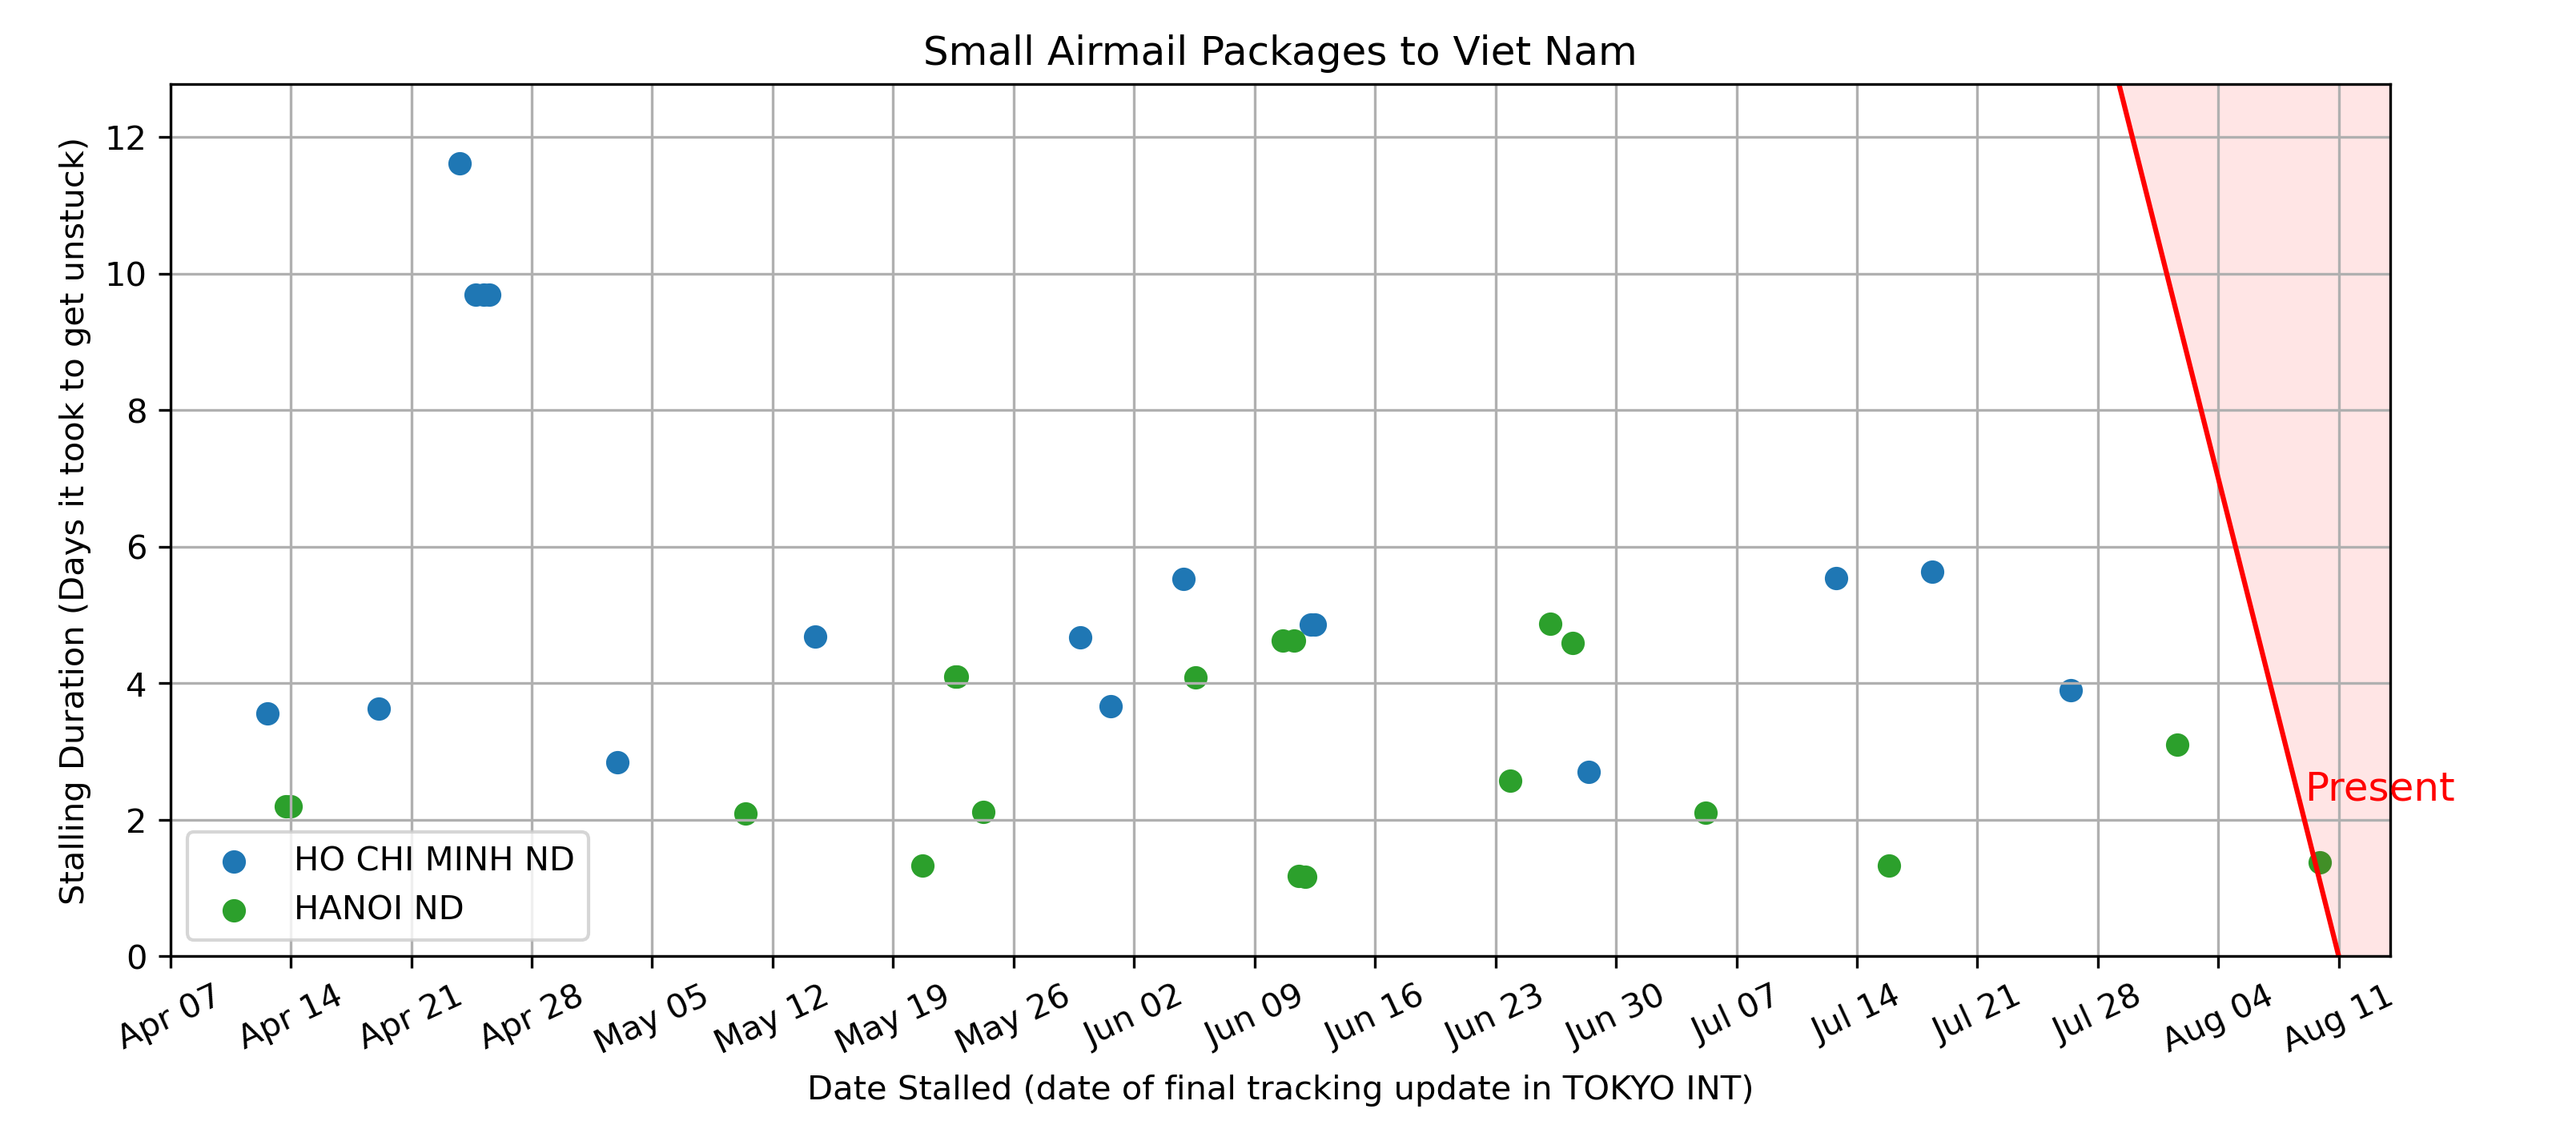 Small Airmail Packages to Viet Nam
Stalling Duration (Days it took to get unstuck)
12
10
8
6
4
2
0
Present
HO CHI MINH ND
HANOI ND
Apr 07
Apr 14
Apr 21
Apr 28
May 05
May 12
May 19
May 26
Jun 02
Jun 09
Jun 16
Jun 23
Jun 30
Jul 07
Jul 14
Jul 21
Jul 28
Aug 04
Aug 11
Date Stalled (date of final tracking update in TOKYO INT)